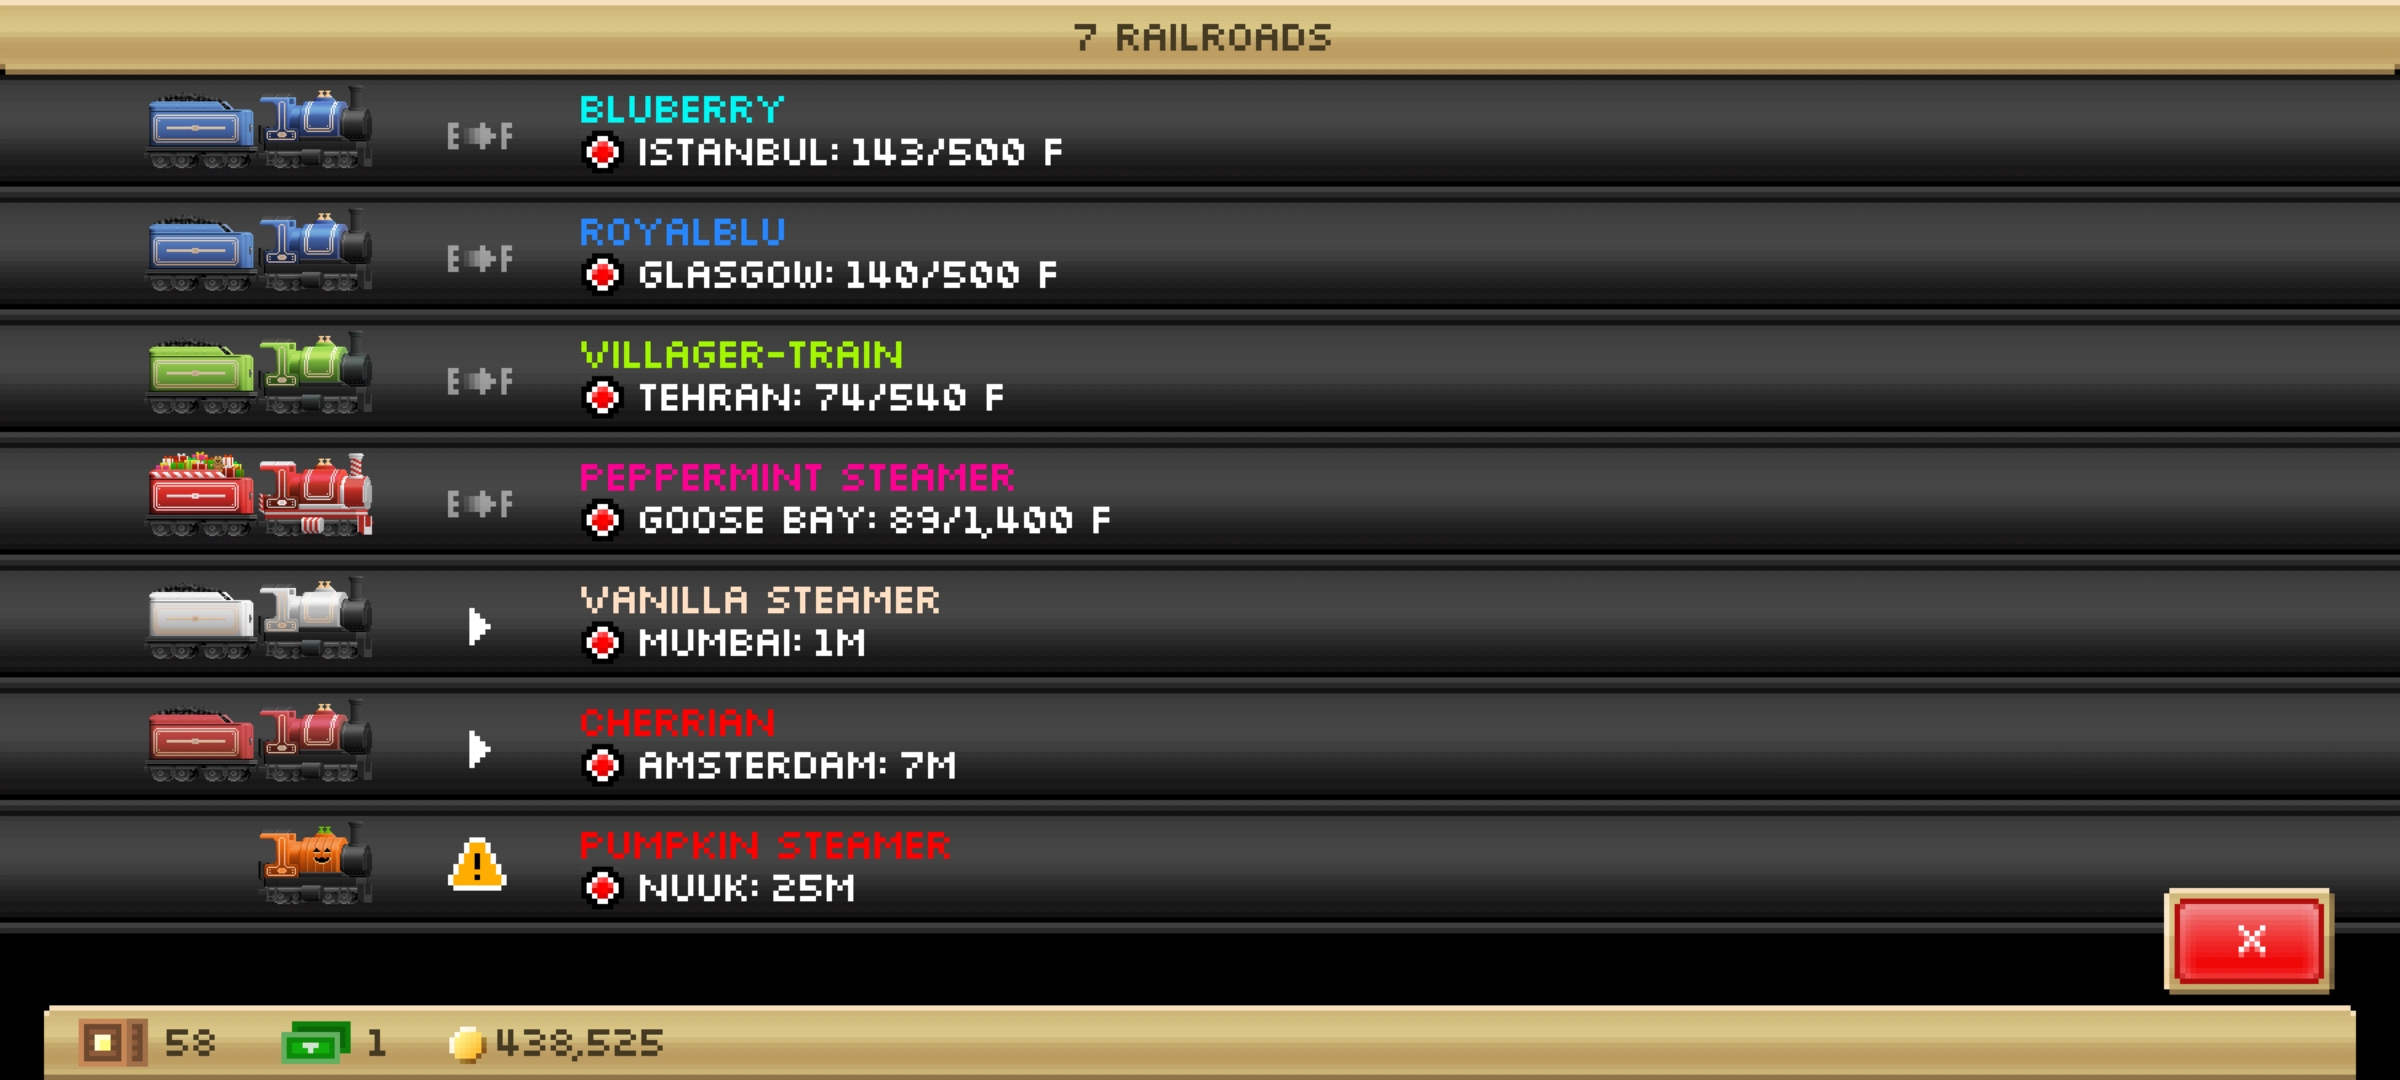 7 RAILROADS
BLUBERRY
E F
ISTANBUL: 143/500 F
ROYALBLU
E F
GLASGOW: 140/500 F
VILLAGER-TRAIN
E F
TEHRAN: 74/540 F
PEPPERMINT STEAMER
E F
GOOSE BAY: 89/1,400 F
VANILLA STEAMER
MUMBAI: 1M
CHERRIAN
AMSTERDAM: 7M
PUMPKIN STEAMER
!
NUUK: 25M
X
58 1 438,525